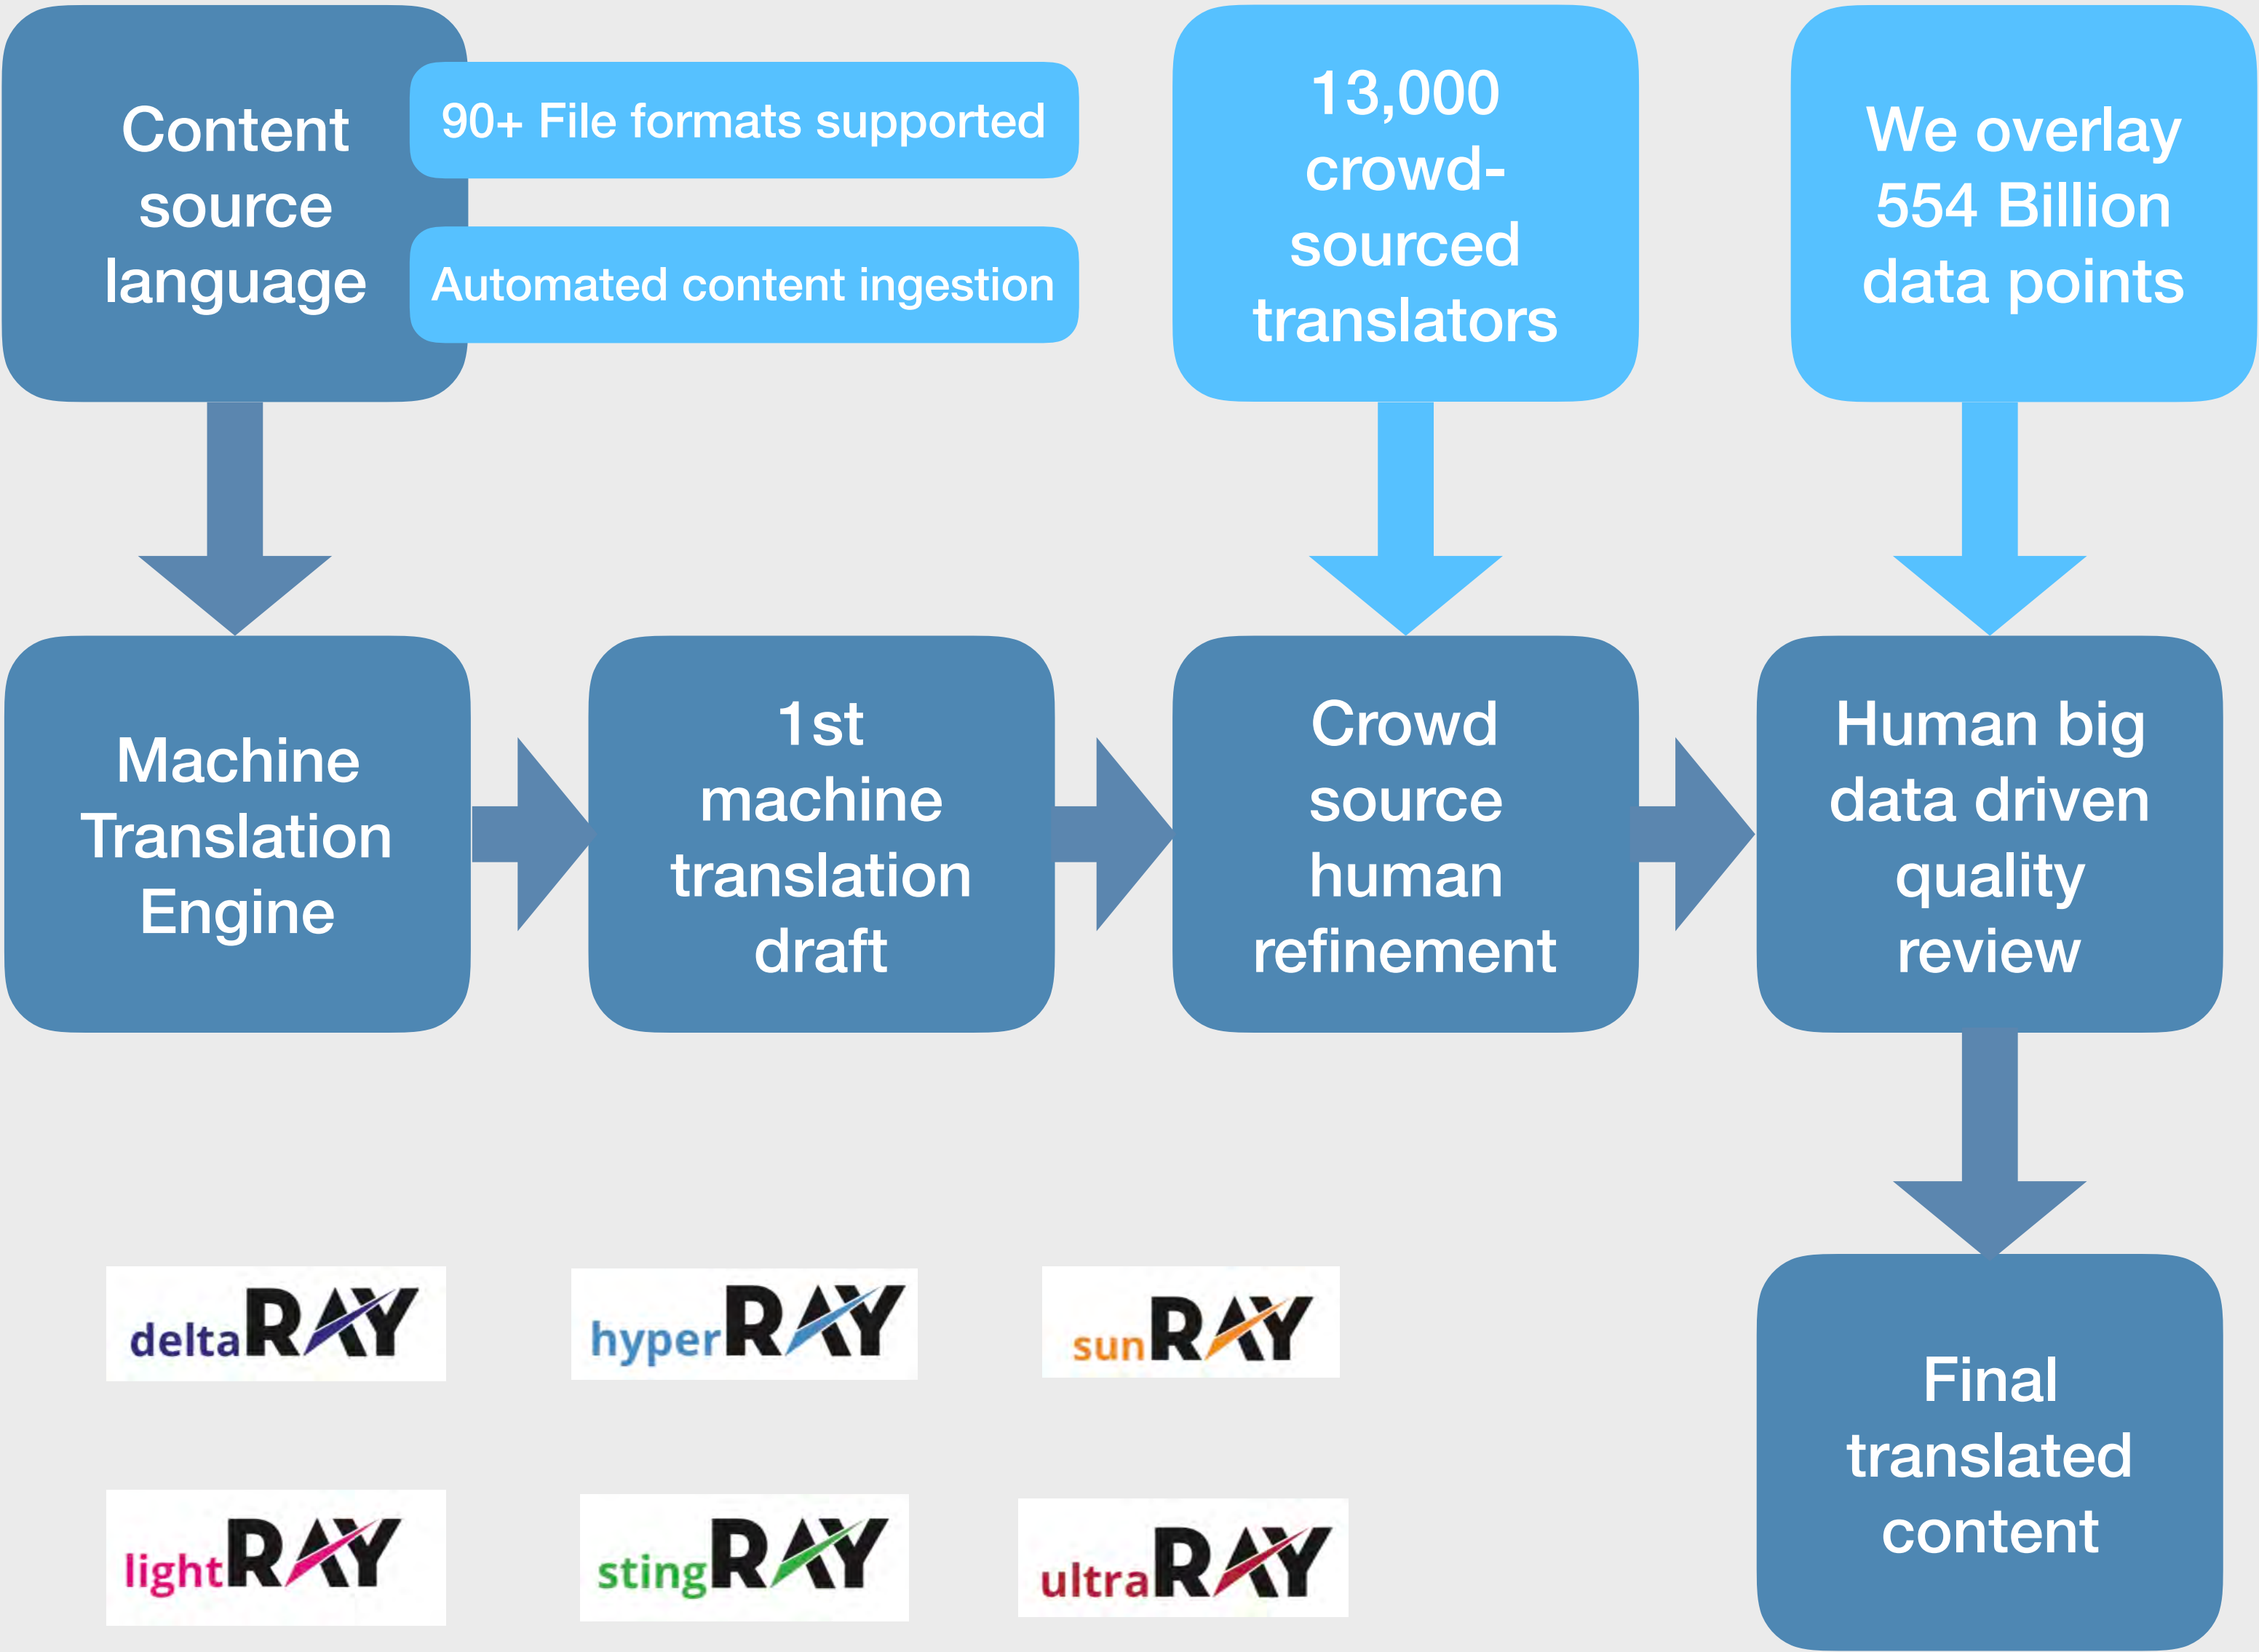 Content
source
language
90+ File formats supported
Automated content ingestion
13,000
crowd-
sourced
translators
We overlay
554 Billion
data points
Machine
Translation
Engine
1st
machine
translation
draft
Crowd
source
human
refinement
Human big
data driven
quality
review
Final
translated
content
deltaRAY
hyperRAY
sunRAY
lightRAY
stingRAY
ultraRAY